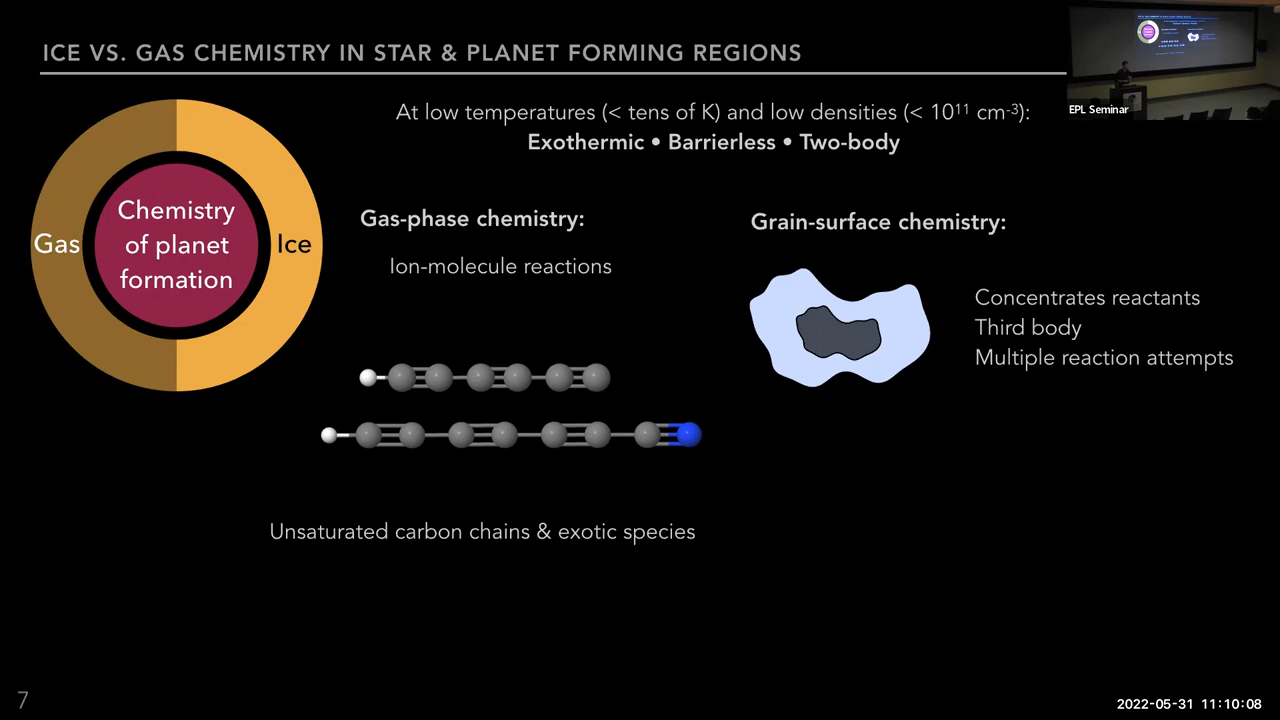 ICE VS. GAS CHEMISTRY IN STAR & PLANET FORMING REGIONS
EPL Seminar
At low temperatures (< tens of K) and low densities (< 10¹¹ cm⁻³):
Exothermic • Barrierless • Two-body
Gas
Chemistry
of planet
formation
Ice
Gas-phase chemistry:
Ion-molecule reactions
Grain-surface chemistry:
Concentrates reactants
Third body
Multiple reaction attempts
Unsaturated carbon chains & exotic species
7
2022-05-31 11:10:08